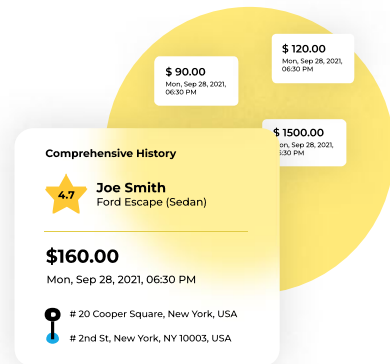 $ 120.00
Mon, Sep 28, 2021,
06:30 PM
$ 90.00
Mon, Sep 28, 2021,
06:30 PM
$ 1500.00
on, Sep 28, 2021,
:30 PM
Comprehensive History
4.7
Joe Smith
Ford Escape (Sedan)
$160.00
Mon, Sep 28, 2021, 06:30 PM
# 20 Cooper Square, New York, USA
# 2nd St, New York, NY 10003, USA